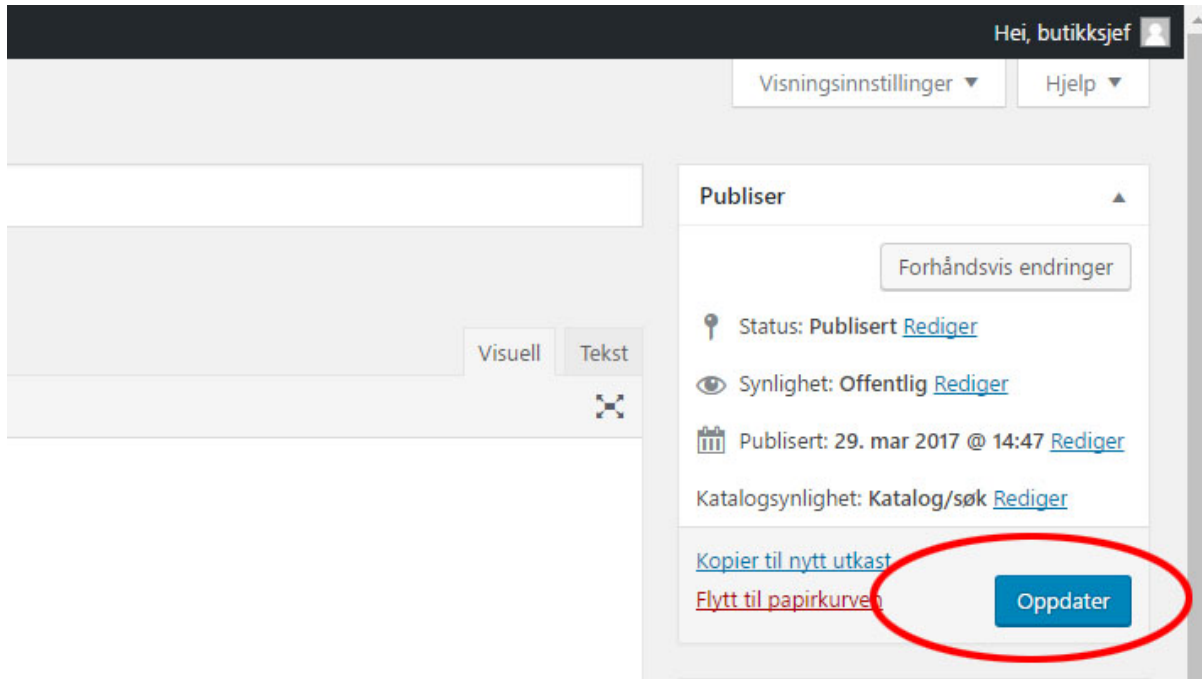 Hei, butikksjef
Visningsinnstillinger ▼
Hjelp ▼
Publiser
Forhåndsvis endringer
Visuell
Tekst
Status: Publisert Rediger
Synlighet: Offentlig Rediger
Publisert: 29. mar 2017 @ 14:47 Rediger
Katalogsynlighet: Katalog/søk Rediger
Kopier til nytt utkast
Flytt til papirkurven
Oppdater